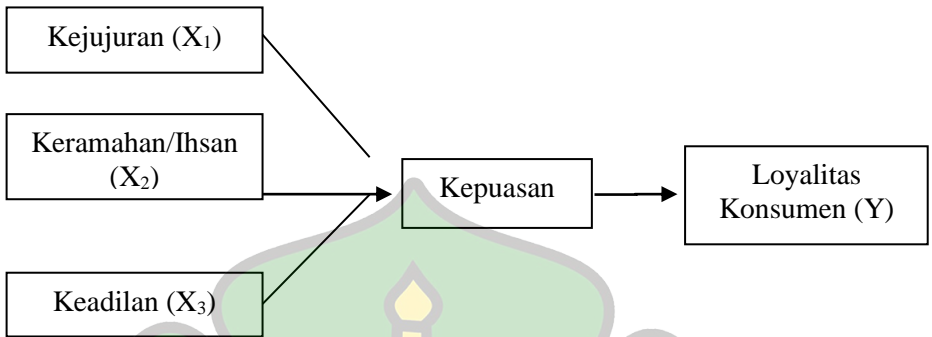 Kejujuran (X₁)
Keramahan/Ihsan
(X₂)
Keadilan (X₃)
Kepuasan
Loyalitas
Konsumen (Y)